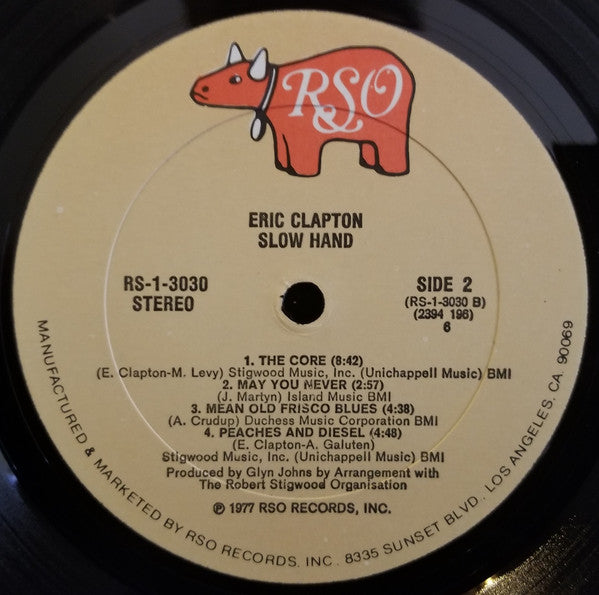 RSO
ERIC CLAPTON
SLOW HAND
RS-1-3030
STEREO
SIDE 2
(RS-1-3030 B)
(2394 196)
6
1. THE CORE (8:42)
(E. Clapton-M. Levy) Stigwood Music, Inc. (Unichappell Music) BMI
2. MAY YOU NEVER (2:57)
(J. Martyn) Island Music BMI
3. MEAN OLD FRISCO BLUES (4:38)
(A. Crudup) Duchess Music Corporation BMI
4. PEACHES AND DIESEL (4:48)
(E. Clapton-A. Galuten)
Stigwood Music, Inc. (Unichappell Music) BMI
Produced by Glyn Johns by Arrangement with
The Robert Stigwood Organisation
℗ 1977 RSO RECORDS, INC.
MANUFACTURED & MARKETED BY RSO RECORDS, INC. 8335 SUNSET BLVD., LOS ANGELES, CA. 90069